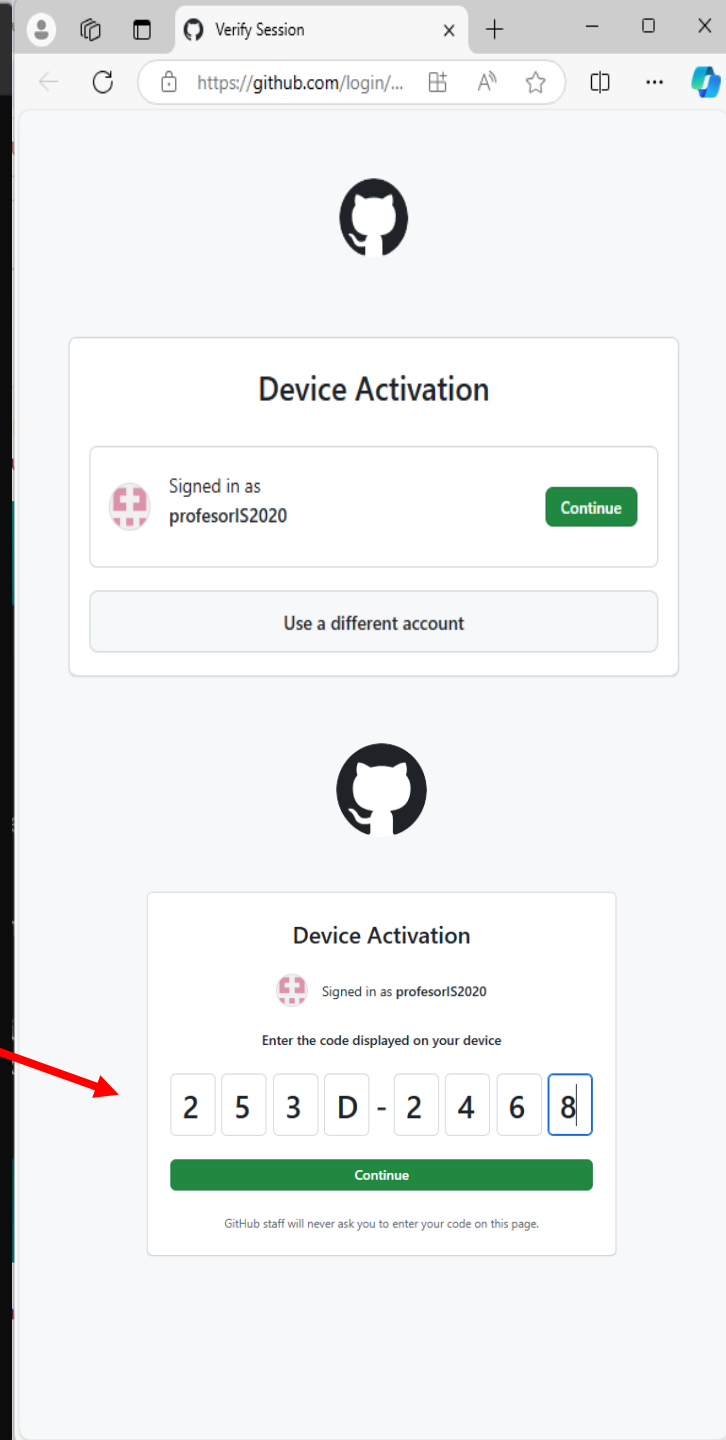 Verify Session
https://github.com/login/...
Device Activation
Signed in as
profesorIS2020
Continue
Use a different account
Device Activation
Signed in as profesorIS2020
Enter the code displayed on your device
2 5 3 D - 2 4 6 8
Continue
GitHub staff will never ask you to enter your code on this page.